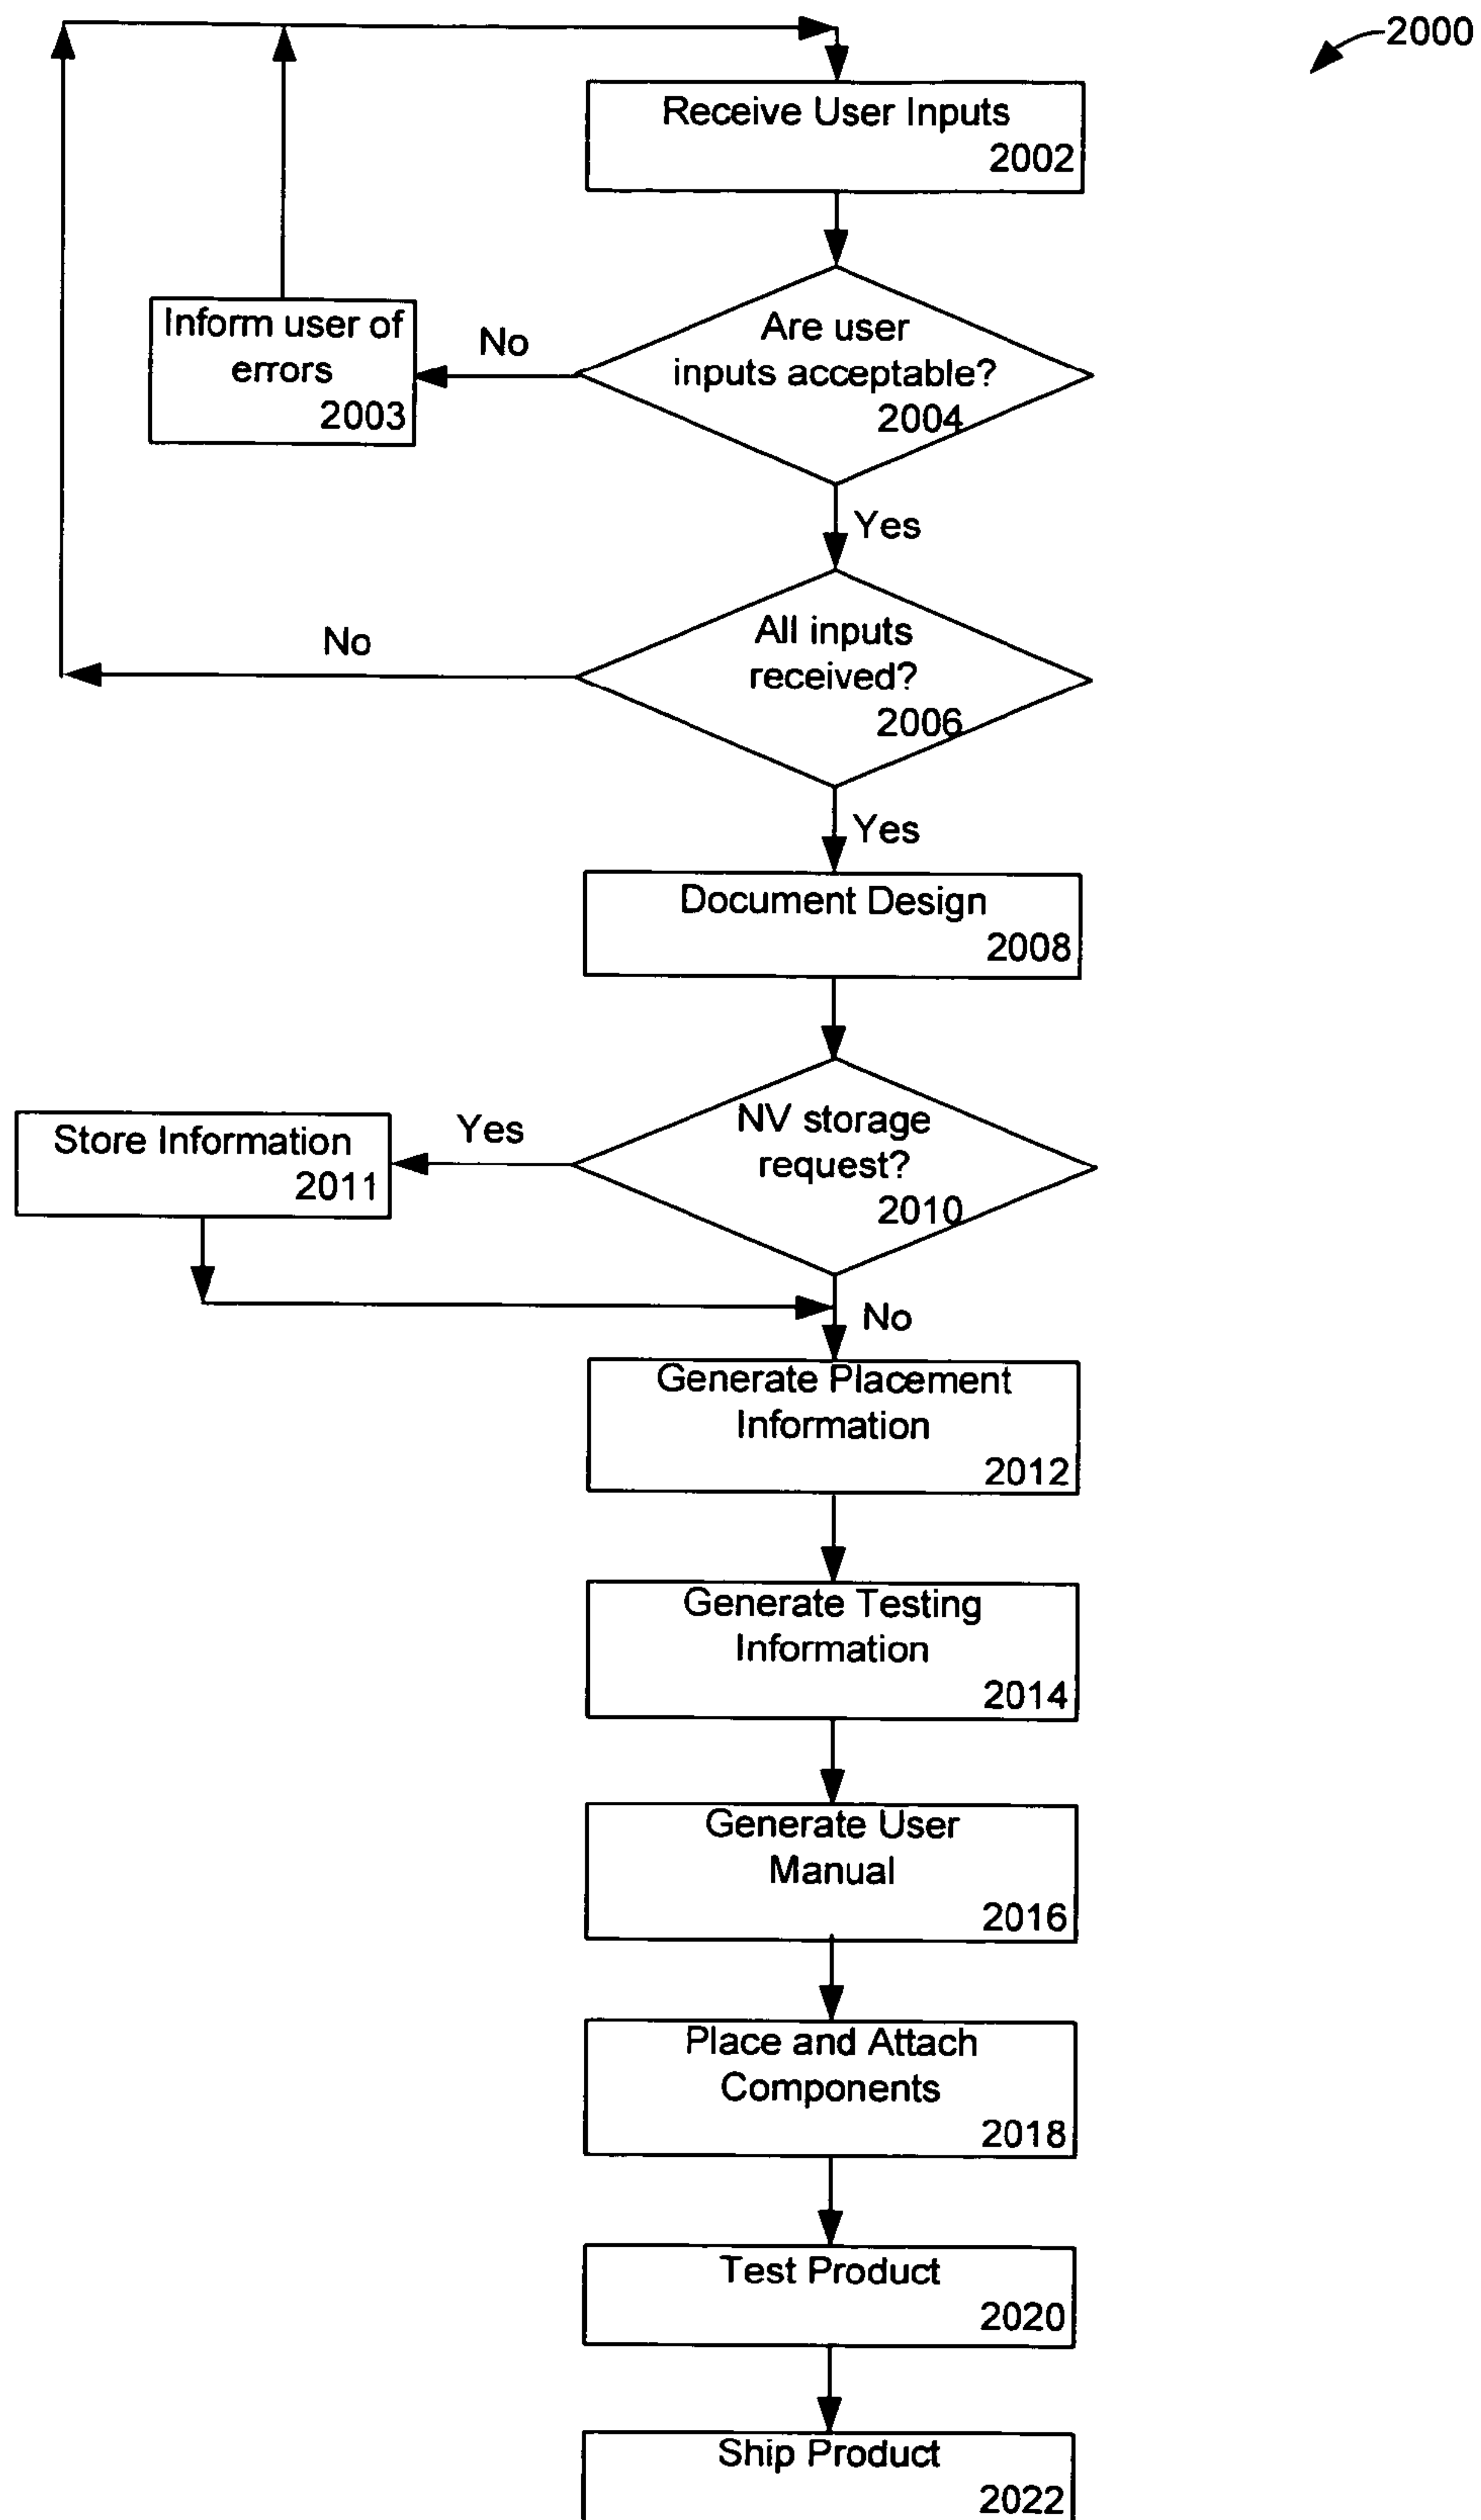 2000
Receive User Inputs
2002
Are user
inputs acceptable?
2004
No
Inform user of
errors
2003
Yes
All inputs
received?
2006
No
Yes
Document Design
2008
NV storage
request?
2010
Yes
Store Information
2011
No
Generate Placement
Information
2012
Generate Testing
Information
2014
Generate User
Manual
2016
Place and Attach
Components
2018
Test Product
2020
Ship Product
2022